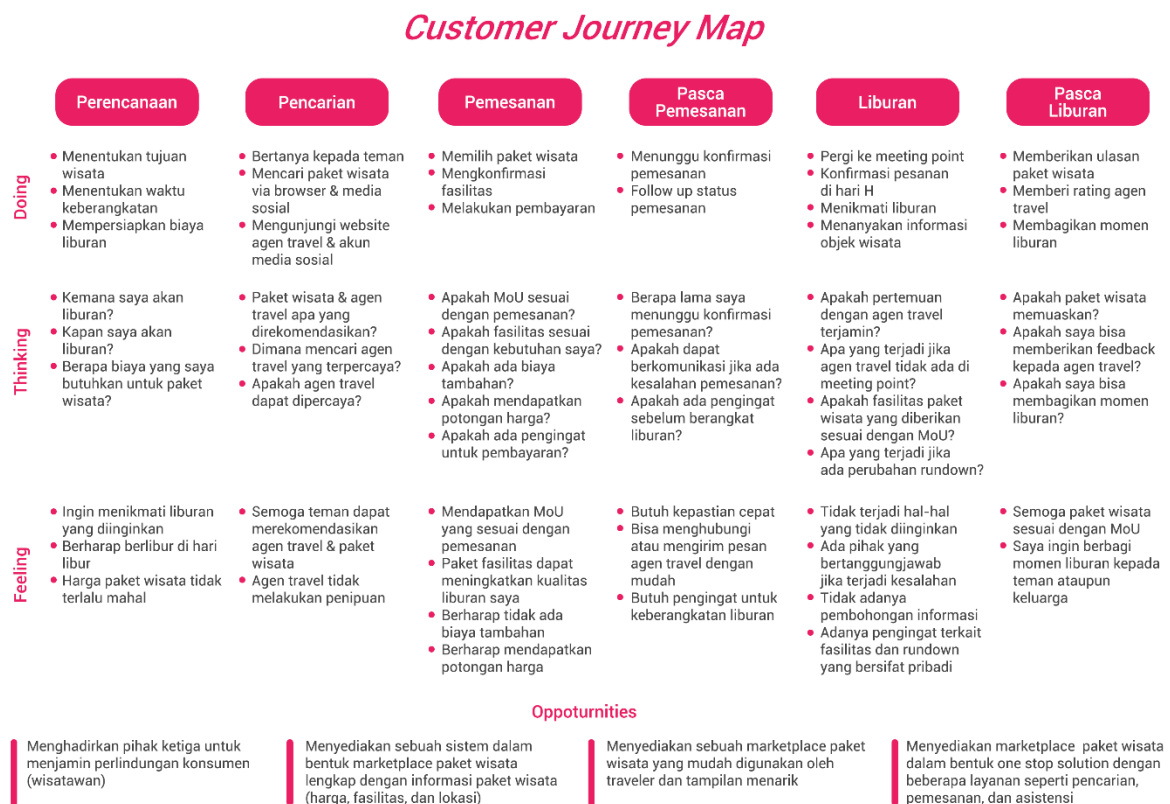 Customer Journey Map
Perencanaan
Pencarian
Pemesanan
Pasca
Pemesanan
Liburan
Pasca
Liburan
Doing
• Menentukan tujuan
wisata
• Menentukan waktu
keberangkatan
• Mempersiapkan biaya
liburan
• Bertanya kepada teman
• Mencari paket wisata
via browser & media
sosial
• Mengunjungi website
agen travel & akun
media sosial
• Memilih paket wisata
• Mengkonfirmasi
fasilitas
• Melakukan pembayaran
• Menunggu konfirmasi
pemesanan
• Follow up status
pemesanan
• Pergi ke meeting point
• Konfirmasi pesanan
di hari H
• Menikmati liburan
• Menanyakan informasi
objek wisata
• Memberikan ulasan
paket wisata
• Memberi rating agen
travel
• Membagikan momen
liburan
Thinking
• Kemana saya akan
liburan?
• Kapan saya akan
liburan?
• Berapa biaya yang saya
butuhkan untuk paket
wisata?
• Paket wisata & agen
travel apa yang
direkomendasikan?
• Dimana mencari agen
travel yang terpercaya?
• Apakah agen travel
dapat dipercaya?
• Apakah MoU sesuai
dengan pemesanan?
• Apakah fasilitas sesuai
dengan kebutuhan saya?
• Apakah ada biaya
tambahan?
• Apakah mendapatkan
potongan harga?
• Apakah ada pengingat
untuk pembayaran?
• Berapa lama saya
menunggu konfirmasi
pemesanan?
• Apakah dapat
berkomunikasi jika ada
kesalahan pemesanan?
• Apakah ada pengingat
sebelum berangkat
liburan?
• Apakah pertemuan
dengan agen travel
terjamin?
• Apa yang terjadi jika
agen travel tidak ada di
meeting point?
• Apakah fasilitas paket
wisata yang diberikan
sesuai dengan MoU?
• Apa yang terjadi jika
ada perubahan rundown?
• Apakah paket wisata
memuaskan?
• Apakah saya bisa
memberikan feedback
kepada agen travel?
• Apakah saya bisa
membagikan momen
liburan?
Feeling
• Ingin menikmati liburan
yang diinginkan
• Berharap berlibur di hari
libur
• Harga paket wisata tidak
terlalu mahal
• Semoga teman dapat
merekomendasikan
agen travel & paket
wisata
• Agen travel tidak
melakukan penipuan
• Mendapatkan MoU
yang sesuai dengan
pemesanan
• Paket fasilitas dapat
meningkatkan kualitas
liburan saya
• Berharap tidak ada
biaya tambahan
• Berharap mendapatkan
potongan harga
• Butuh kepastian cepat
• Bisa menghubungi
atau mengirim pesan
agen travel dengan
mudah
• Butuh pengingat untuk
keberangkatan liburan
• Tidak terjadi hal-hal
yang tidak diinginkan
• Ada pihak yang
bertanggungjawab
jika terjadi kesalahan
• Tidak adanya
pembohongan informasi
• Adanya pengingat terkait
fasilitas dan rundown
yang bersifat pribadi
• Semoga paket wisata
sesuai dengan MoU
• Saya ingin berbagi
momen liburan kepada
teman ataupun
keluarga
Oppoturnities
Menghadirkan pihak ketiga untuk
menjamin perlindungan konsumen
(wisatawan)
Menyediakan sebuah sistem dalam
bentuk marketplace paket wisata
lengkap dengan informasi paket wisata
(harga, fasilitas, dan lokasi)
Menyediakan sebuah marketplace paket
wisata yang mudah digunakan oleh
traveler dan tampilan menarik
Menyediakan marketplace paket wisata
dalam bentuk one stop solution dengan
beberapa layanan seperti pencarian,
pemesanan, dan asistensi